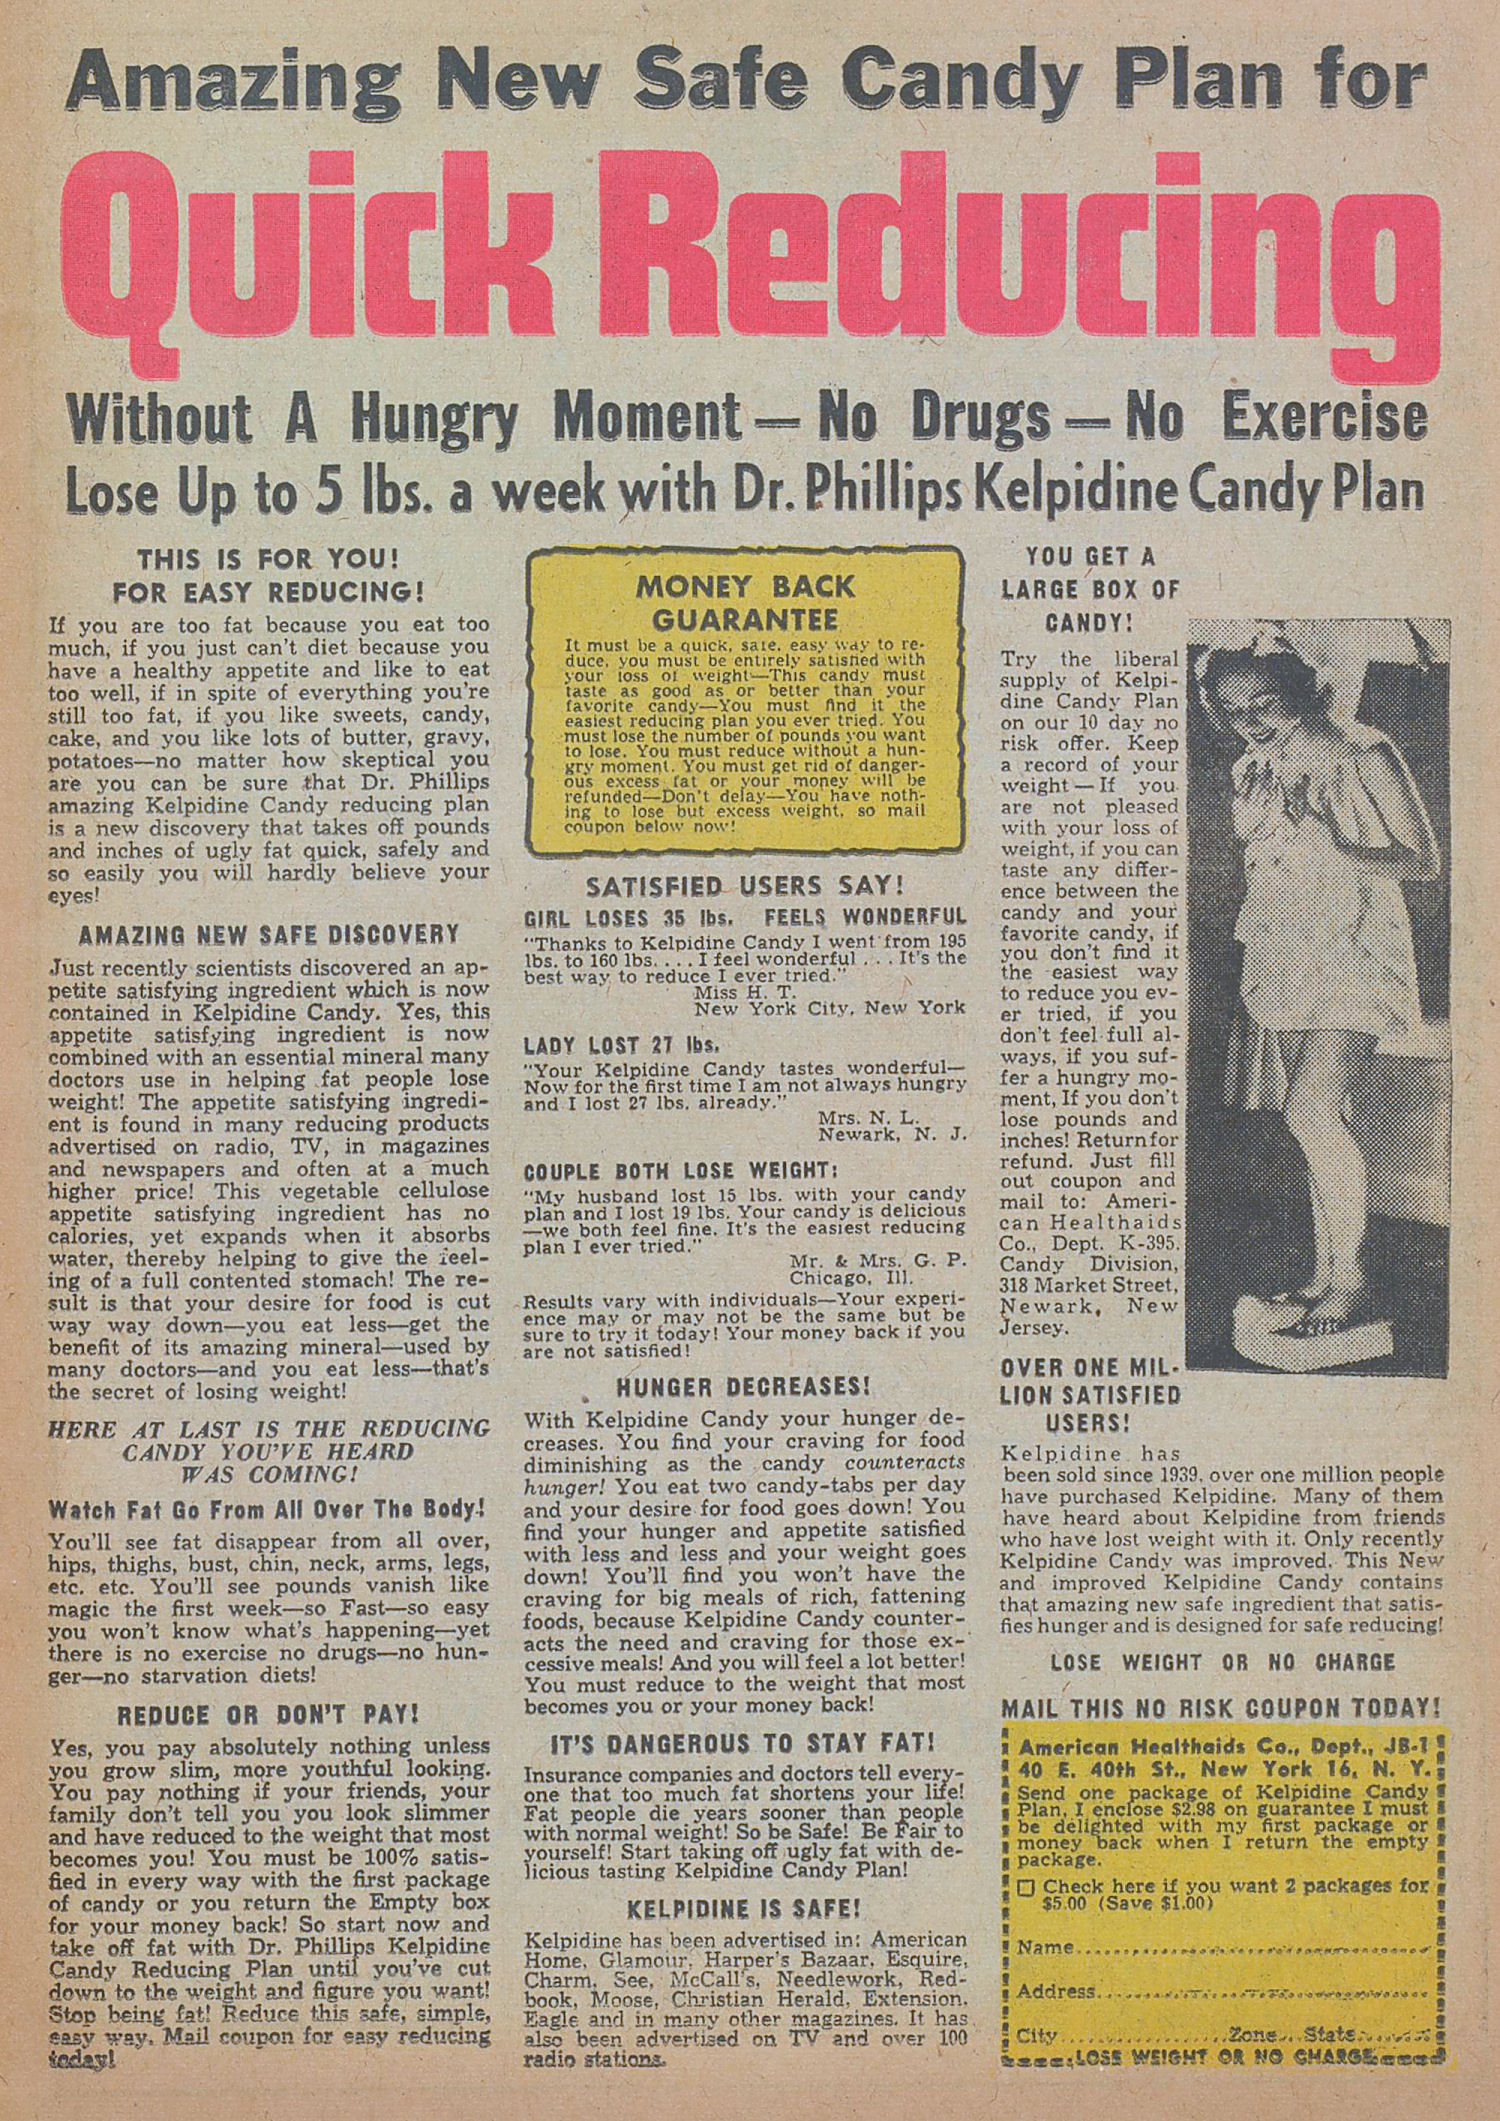 Amazing New Safe Candy Plan for
Quick Reducing
Without A Hungry Moment — No Drugs — No Exercise
Lose Up to 5 lbs. a week with Dr. Phillips Kelpidine Candy Plan
THIS IS FOR YOU!
FOR EASY REDUCING!
If you are too fat because you eat too
much, if you just can't diet because you
have a healthy appetite and like to eat
too well, if in spite of everything you're
still too fat, if you like sweets, candy,
cake, and you like lots of butter, gravy,
potatoes—no matter how skeptical you
are you can be sure that Dr. Phillips
amazing Kelpidine Candy reducing plan
is a new discovery that takes off pounds
and inches of ugly fat quick, safely and
so easily you will hardly believe your
eyes!
AMAZING NEW SAFE DISCOVERY
Just recently scientists discovered an ap-
petite satisfying ingredient which is now
contained in Kelpidine Candy. Yes, this
appetite satisfying ingredient is now
combined with an essential mineral many
doctors use in helping fat people lose
weight! The appetite satisfying ingredi-
ent is found in many reducing products
advertised on radio, TV, in magazines
and newspapers and often at a much
higher price! This vegetable cellulose
appetite satisfying ingredient has no
calories, yet expands when it absorbs
water, thereby helping to give the feel-
ing of a full contented stomach! The re-
sult is that your desire for food is cut
way way down—you eat less—get the
benefit of its amazing mineral—used by
many doctors—and you eat less—that's
the secret of losing weight!
HERE AT LAST IS THE REDUCING
CANDY YOU'VE HEARD
WAS COMING!
Watch Fat Go From All Over The Body!
You'll see fat disappear from all over,
hips, thighs, bust, chin, neck, arms, legs,
etc. etc. You'll see pounds vanish like
magic the first week—so Fast—so easy
you won't know what's happening—yet
there is no exercise no drugs—no hun-
ger—no starvation diets!
REDUCE OR DON'T PAY!
Yes, you pay absolutely nothing unless
you grow slim, more youthful looking.
You pay nothing if your friends, your
family don't tell you you look slimmer
and have reduced to the weight that most
becomes you! You must be 100% satis-
fied in every way with the first package
of candy or you return the Empty box
for your money back! So start now and
take off fat with Dr. Phillips Kelpidine
Candy Reducing Plan until you've cut
down to the weight and figure you want!
Stop being fat! Reduce this safe, simple,
easy way. Mail coupon for easy reducing
today!
MONEY BACK
GUARANTEE
It must be a quick, safe, easy way to re-
duce, you must be entirely satisfied with
your loss of weight—This candy must
taste as good as or better than your
favorite candy—You must find it the
easiest reducing plan you ever tried. You
must lose the number of pounds you want
to lose. You must reduce without a hun-
gry moment. You must get rid of danger-
ous excess fat or your money will be
refunded—Don't delay—You have noth-
ing to lose but excess weight, so mail
coupon below now!
SATISFIED USERS SAY!
GIRL LOSES 35 lbs. FEELS WONDERFUL
"Thanks to Kelpidine Candy I went from 195
lbs. to 160 lbs. . . . I feel wonderful . . . It's the
best way to reduce I ever tried."
Miss H. T.
New York City, New York
LADY LOST 27 lbs.
"Your Kelpidine Candy tastes wonderful—
Now for the first time I am not always hungry
and I lost 27 lbs. already."
Mrs. N. L.
Newark, N. J.
COUPLE BOTH LOSE WEIGHT:
"My husband lost 15 lbs. with your candy
plan and I lost 19 lbs. Your candy is delicious
—we both feel fine. It's the easiest reducing
plan I ever tried."
Mr. & Mrs. G. P.
Chicago, Ill.
Results vary with individuals—Your experi-
ence may or may not be the same but be
sure to try it today! Your money back if you
are not satisfied!
HUNGER DECREASES!
With Kelpidine Candy your hunger de-
creases. You find your craving for food
diminishing as the candy counteracts
hunger! You eat two candy-tabs per day
and your desire for food goes down! You
find your hunger and appetite satisfied
with less and less and your weight goes
down! You'll find you won't have the
craving for big meals of rich, fattening
foods, because Kelpidine Candy counter-
acts the need and craving for those ex-
cessive meals! And you will feel a lot better!
You must reduce to the weight that most
becomes you or your money back!
IT'S DANGEROUS TO STAY FAT!
Insurance companies and doctors tell every-
one that too much fat shortens your life!
Fat people die years sooner than people
with normal weight! So be Safe! Be Fair to
yourself! Start taking off ugly fat with de-
licious tasting Kelpidine Candy Plan!
KELPIDINE IS SAFE!
Kelpidine has been advertised in: American
Home, Glamour, Harper's Bazaar, Esquire,
Charm, See, McCall's, Needlework, Red-
book, Moose, Christian Herald, Extension,
Eagle and in many other magazines. It has
also been advertised on TV and over 100
radio stations.
YOU GET A
LARGE BOX OF
CANDY!
Try the liberal
supply of Kelpi-
dine Candy Plan
on our 10 day no
risk offer. Keep
a record of your
weight — If you
are not pleased
with your loss of
weight, if you can
taste any differ-
ence between the
candy and your
favorite candy, if
you don't find it
the easiest way
to reduce you ev-
er tried, if you
don't feel full al-
ways, if you suf-
fer a hungry mo-
ment, If you don't
lose pounds and
inches! Return for
refund. Just fill
out coupon and
mail to: Ameri-
can Healthaids
Co., Dept. K-395,
Candy Division,
318 Market Street,
Newark, New
Jersey.
OVER ONE MIL-
LION SATISFIED
USERS!
Kelpidine has
been sold since 1939, over one million people
have purchased Kelpidine. Many of them
have heard about Kelpidine from friends
who have lost weight with it. Only recently
Kelpidine Candy was improved. This New
and improved Kelpidine Candy contains
that amazing new safe ingredient that satis-
fies hunger and is designed for safe reducing!
LOSE WEIGHT OR NO CHARGE
MAIL THIS NO RISK COUPON TODAY!
American Healthaids Co., Dept., JB-1
40 E. 40th St., New York 16, N. Y.
Send one package of Kelpidine Candy
Plan, I enclose $2.98 on guarantee I must
be delighted with my first package or
money back when I return the empty
package.
Check here if you want 2 packages for
$5.00 (Save $1.00)
Name
Address
City Zone State
LOSE WEIGHT OR NO CHARGE